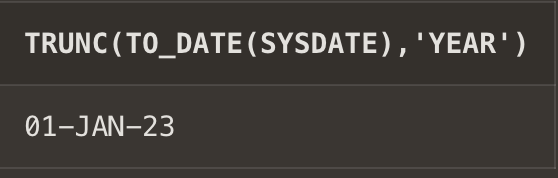 TRUNC(TO_DATE(SYSDATE),'YEAR')
01-JAN-23